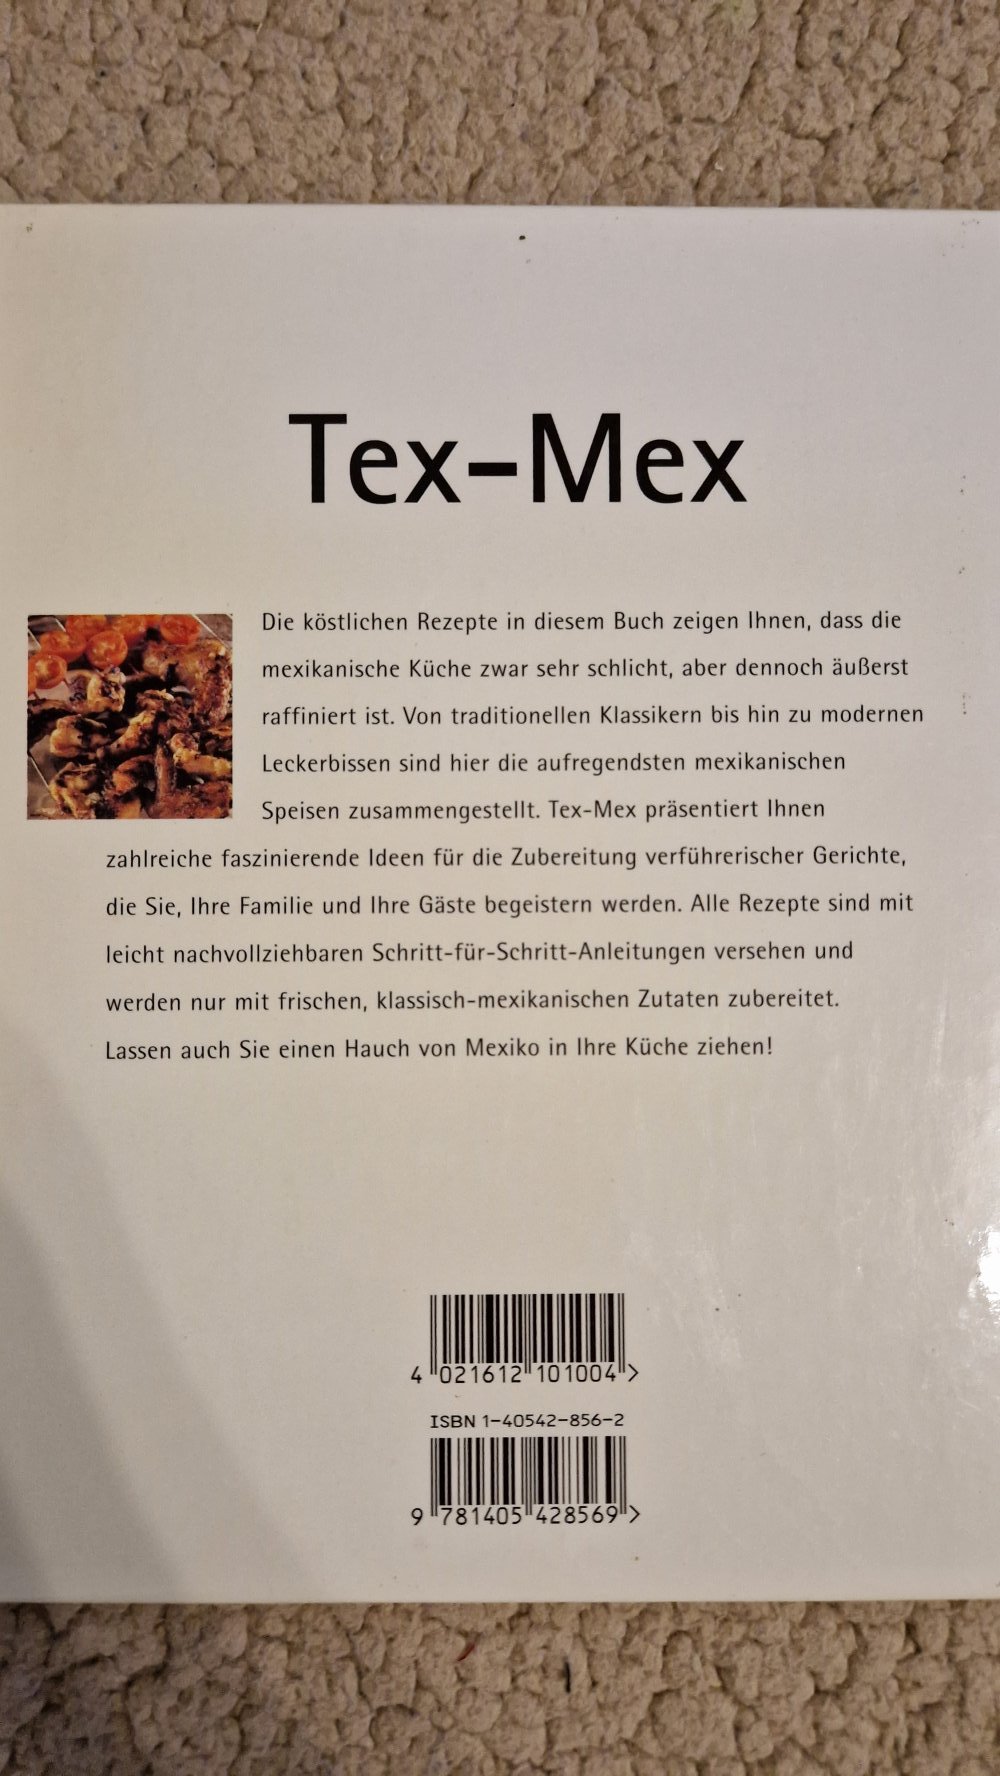 Tex-Mex
Die köstlichen Rezepte in diesem Buch zeigen Ihnen, dass die
mexikanische Küche zwar sehr schlicht, aber dennoch äußerst
raffiniert ist. Von traditionellen Klassikern bis hin zu modernen
Leckerbissen sind hier die aufregendsten mexikanischen
Speisen zusammengestellt. Tex-Mex präsentiert Ihnen
zahlreiche faszinierende Ideen für die Zubereitung verführerischer Gerichte,
die Sie, Ihre Familie und Ihre Gäste begeistern werden. Alle Rezepte sind mit
leicht nachvollziehbaren Schritt-für-Schritt-Anleitungen versehen und
werden nur mit frischen, klassisch-mexikanischen Zutaten zubereitet.
Lassen auch Sie einen Hauch von Mexiko in Ihre Küche ziehen!
4 021612 101004 >
ISBN 1-40542-856-2
9 781405 428569 >